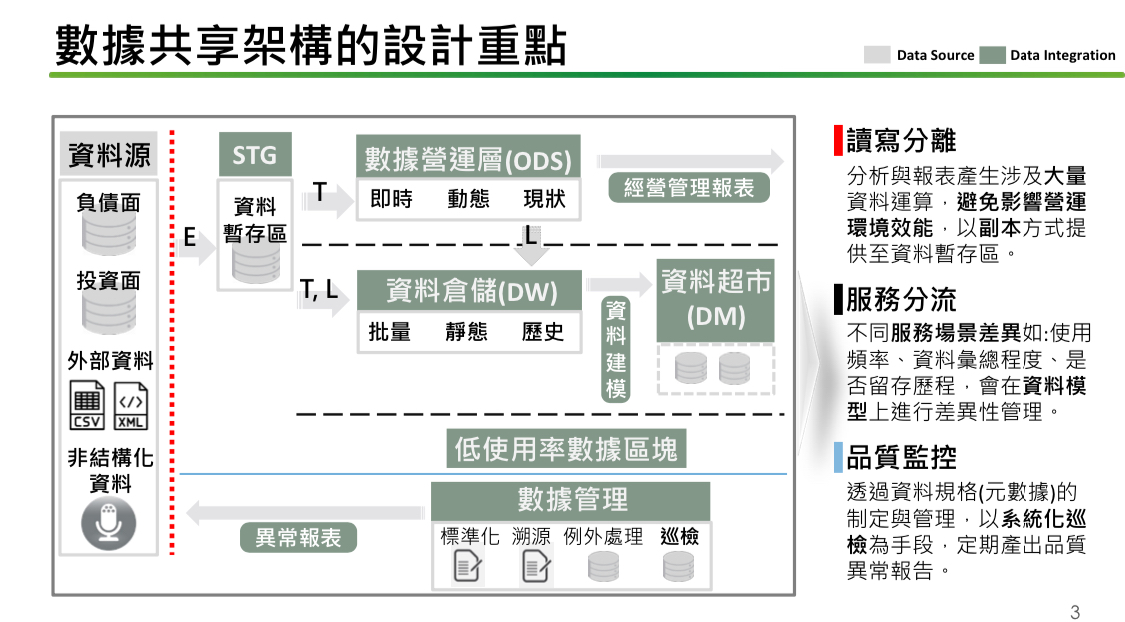 數據共享架構的設計重點
Data Source
Data Integration
資料源
負債面
投資面
外部資料
CSV
XML
非結構化
資料
E
STG
資料
暫存區
T
數據營運層(ODS)
即時 動態 現狀
經營管理報表
L
T, L
資料倉儲(DW)
批量 靜態 歷史
資
料
建
模
資料超市
(DM)
低使用率數據區塊
數據管理
標準化 溯源 例外處理 巡檢
異常報表
讀寫分離
分析與報表產生涉及大量
資料運算，避免影響營運
環境效能，以副本方式提
供至資料暫存區。
服務分流
不同服務場景差異如:使用
頻率、資料彙總程度、是
否留存歷程，會在資料模
型上進行差異性管理。
品質監控
透過資料規格(元數據)的
制定與管理，以系統化巡
檢為手段，定期產出品質
異常報告。
3